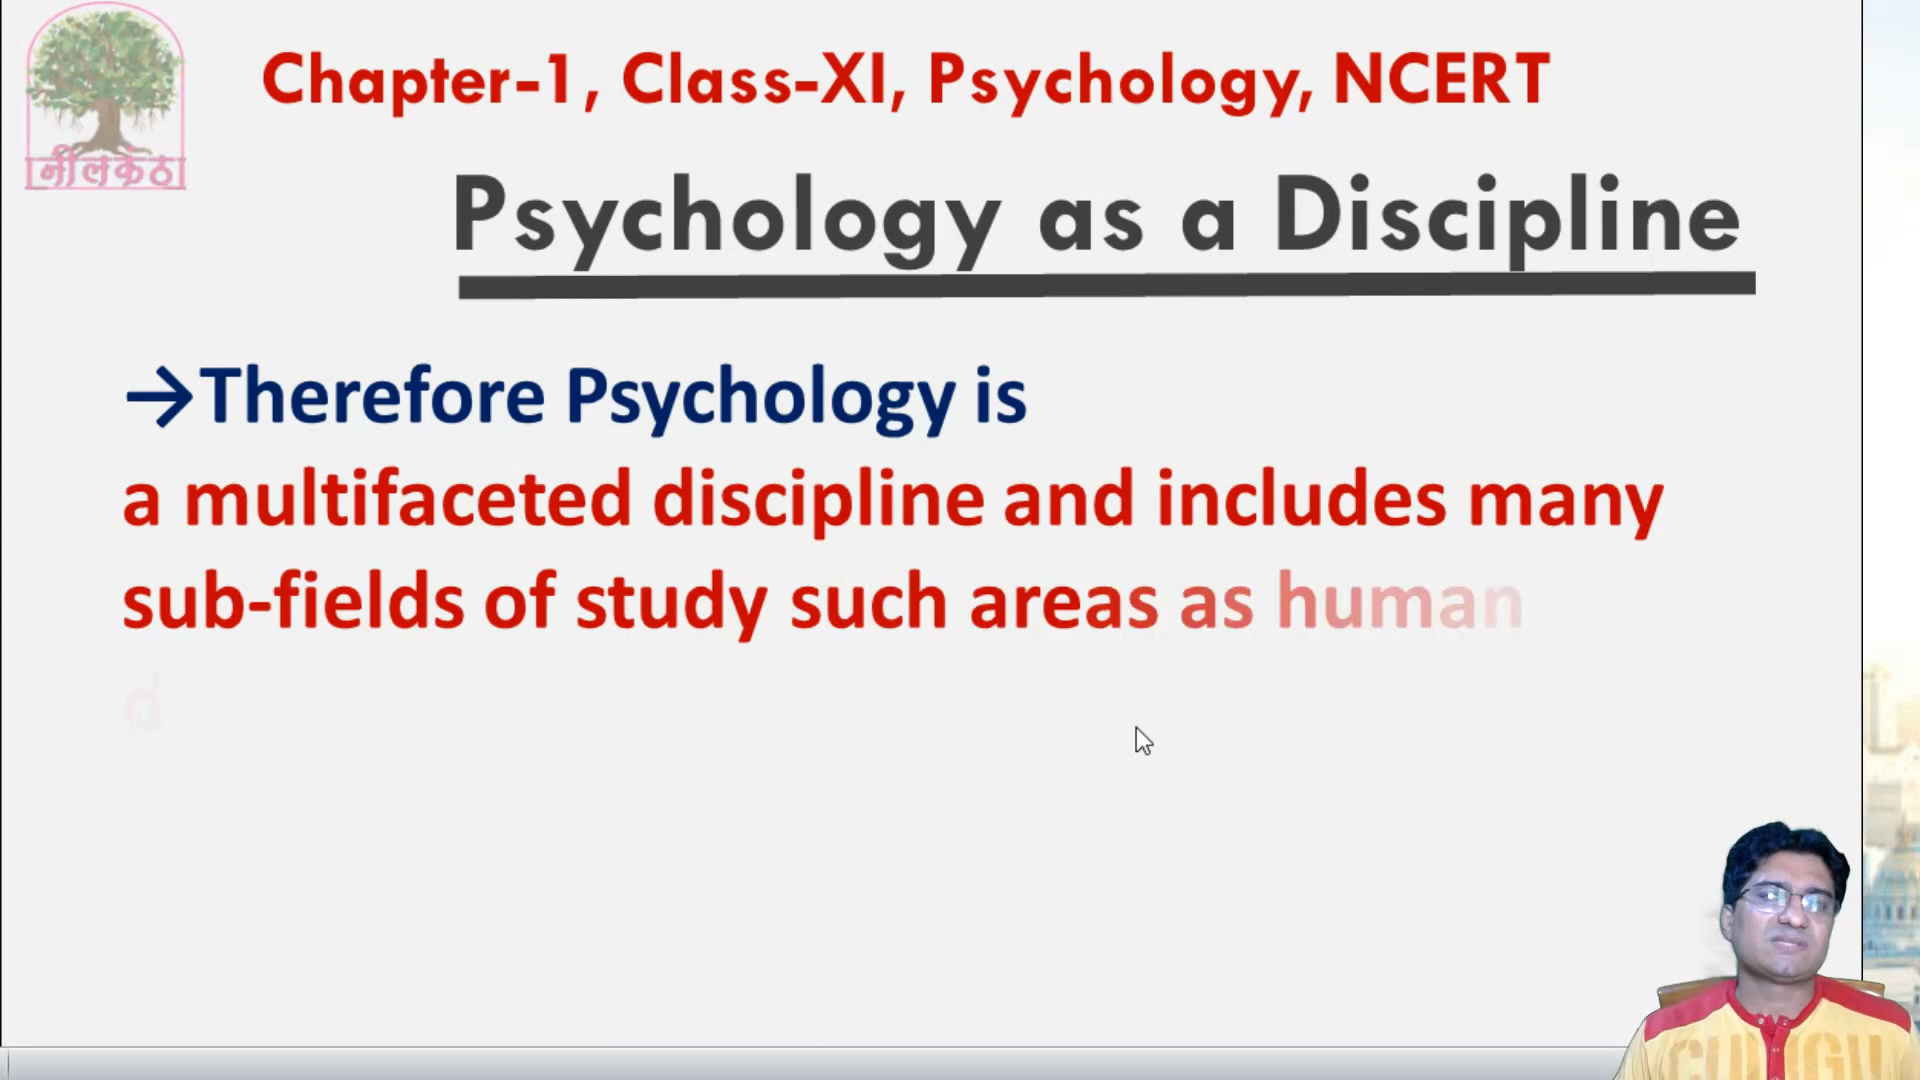 नीलकंठ
Chapter-1, Class-XI, Psychology, NCERT
Psychology as a Discipline
→Therefore Psychology is
a multifaceted discipline and includes many
sub-fields of study such areas as human
d